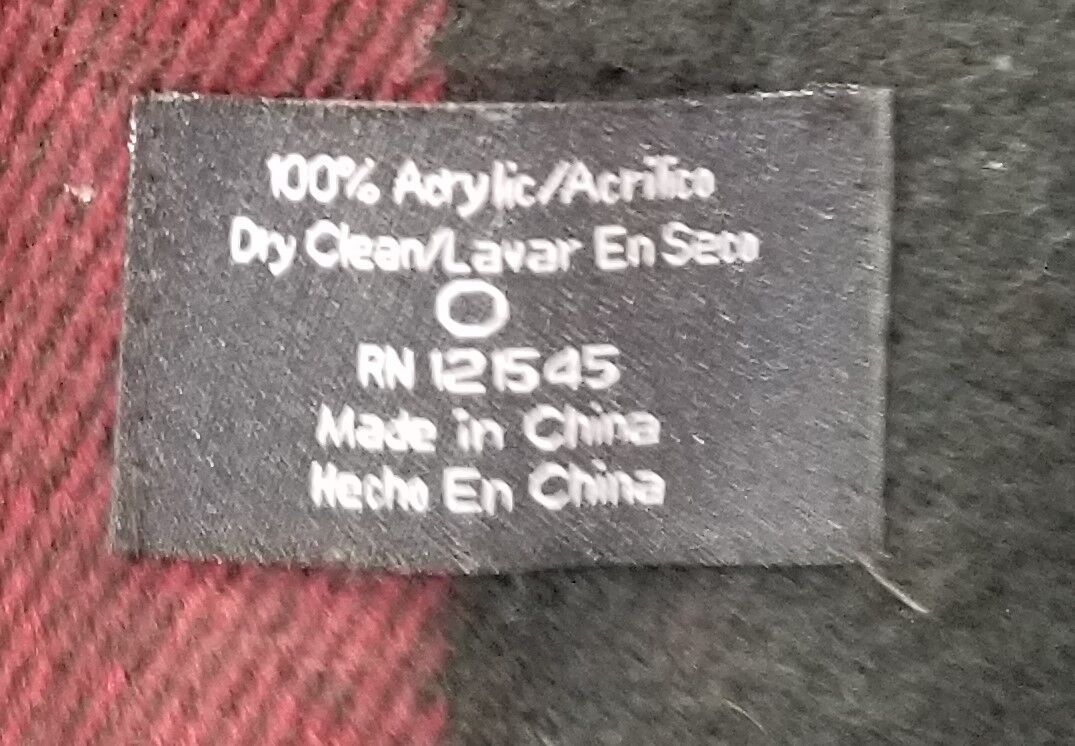 100% Acrylic/Acrilico
Dry Clean/Lavar En Seco
RN 121545
Made in China
Hecho En China